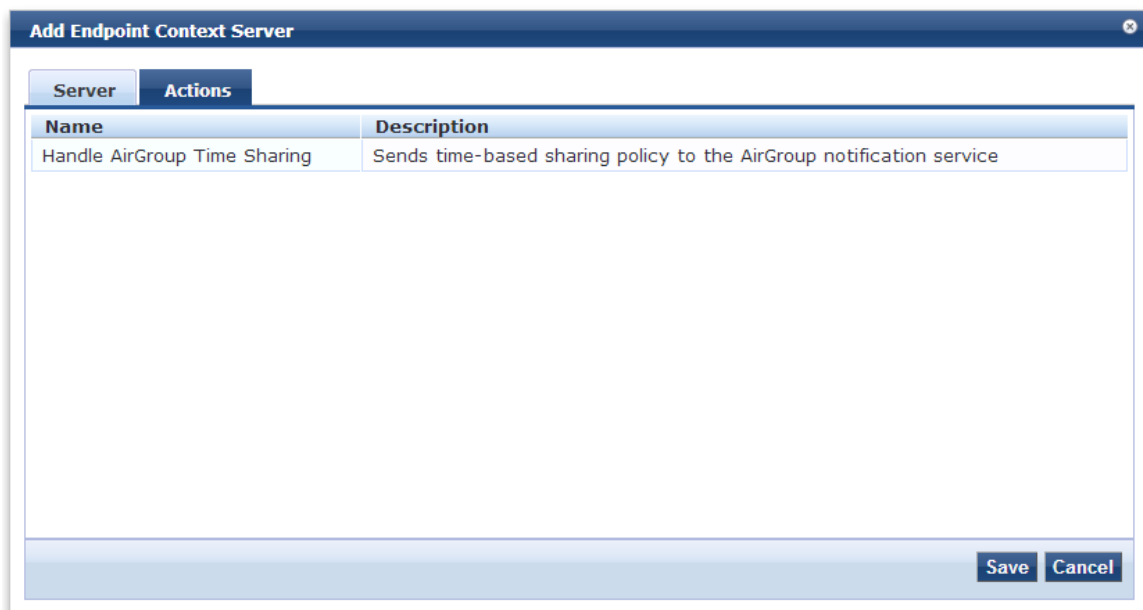 Add Endpoint Context Server
Server Actions
Name Description
Handle AirGroup Time Sharing Sends time-based sharing policy to the AirGroup notification service
Save Cancel